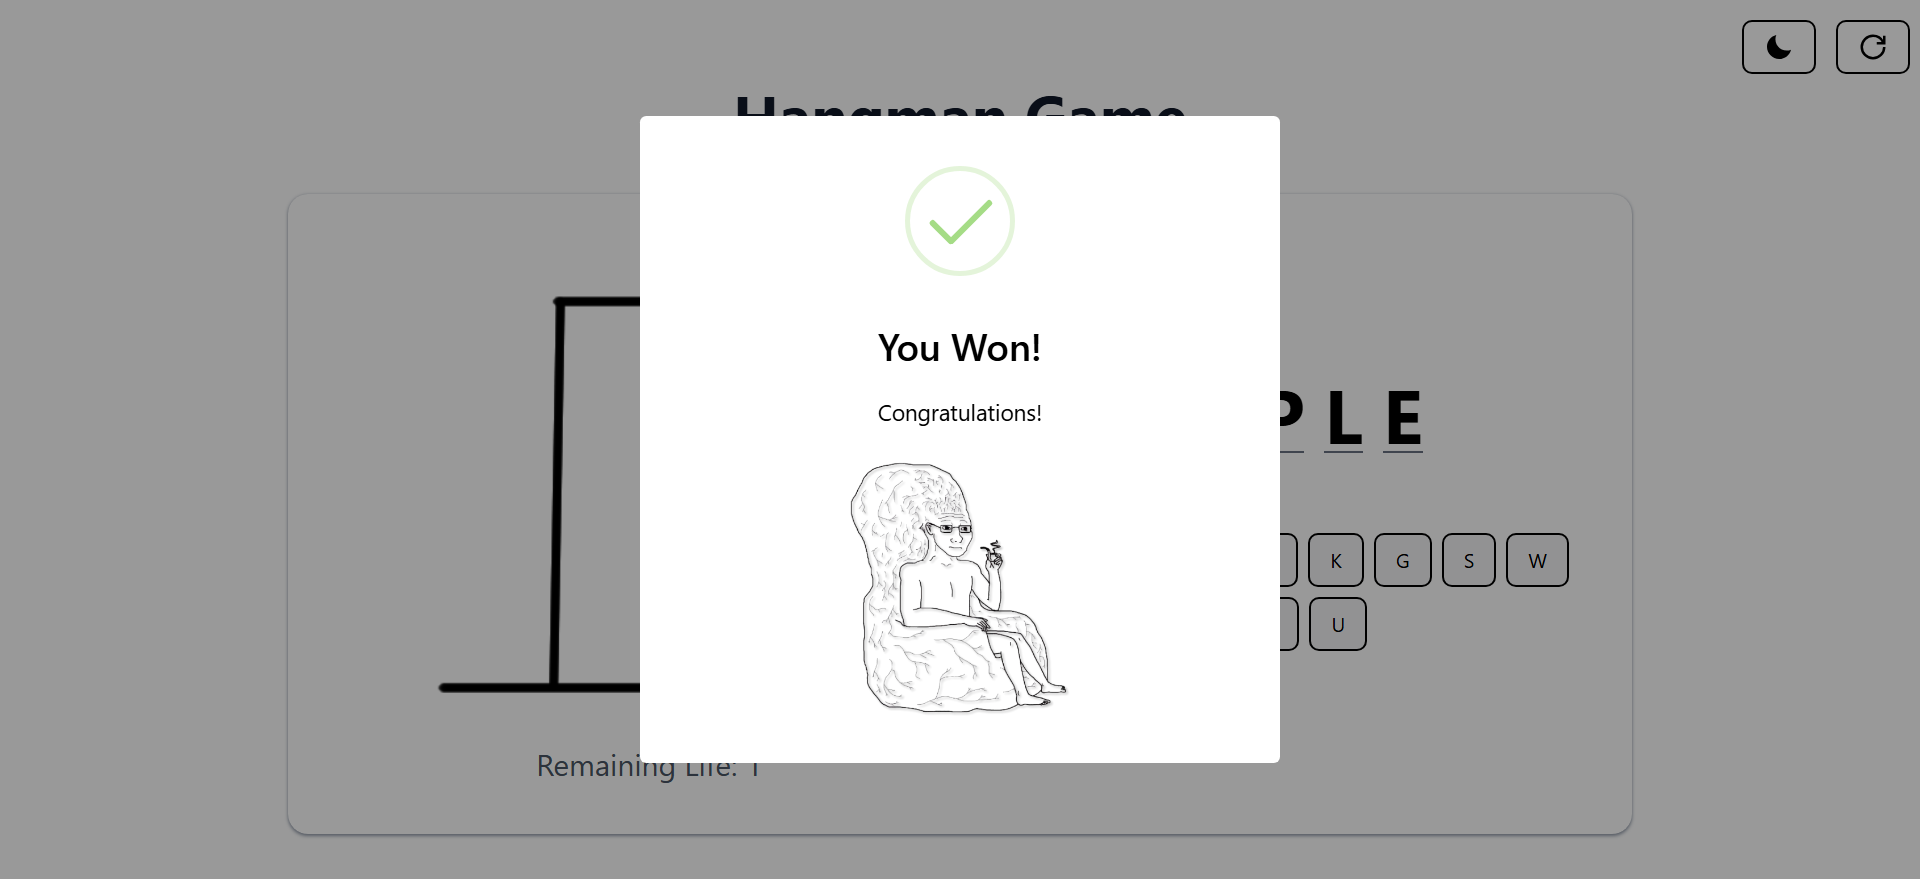 Hangman Game
You Won!
Congratulations!
P L E
K G S W
U
Remaining Life: 1